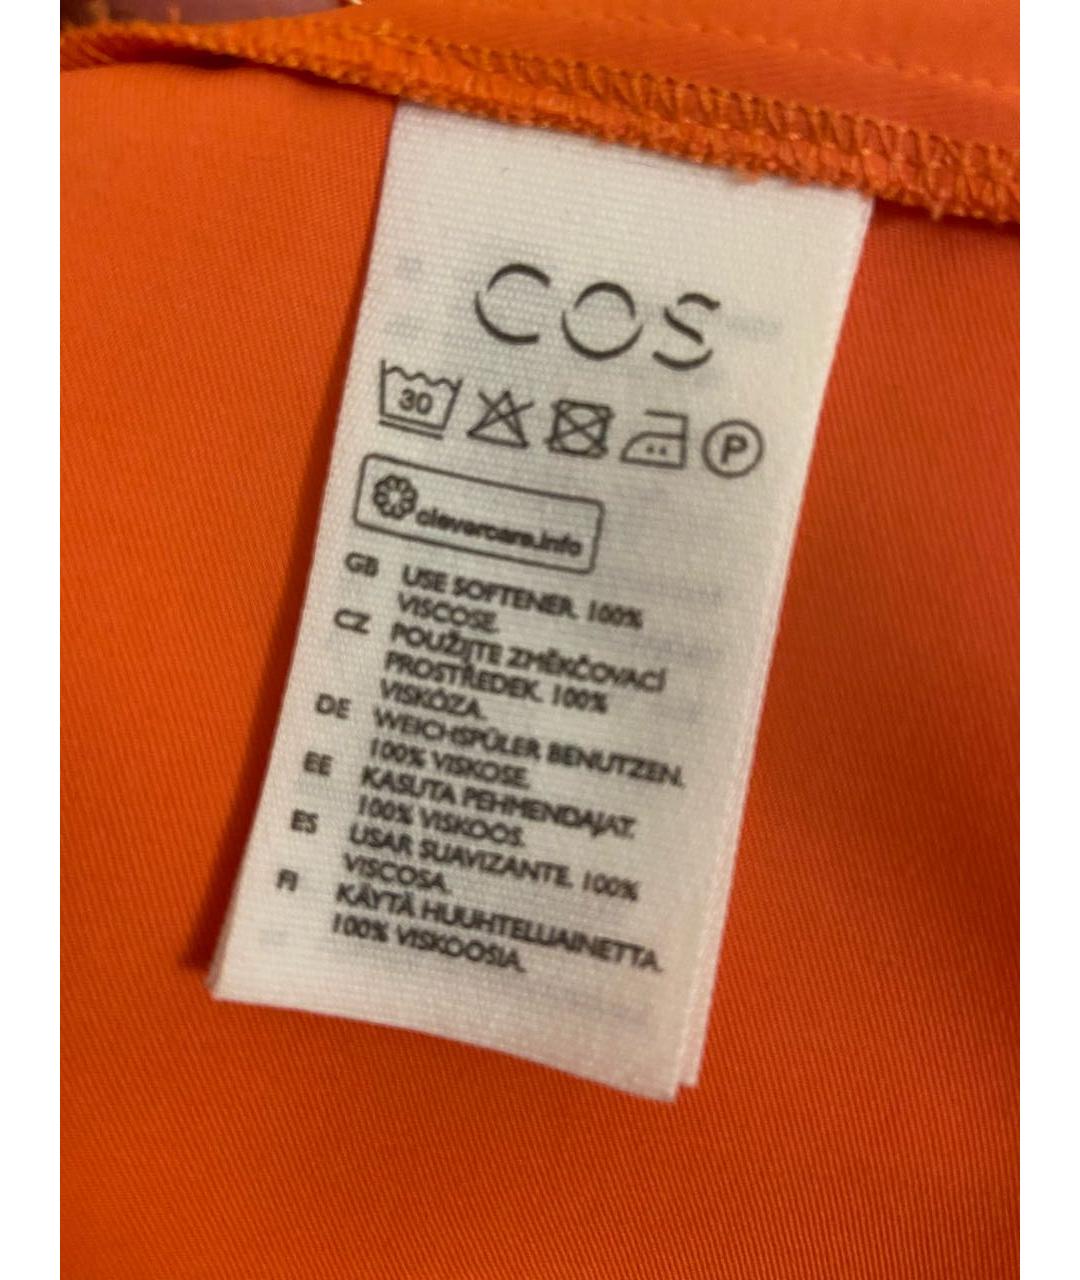 COS
30
P
clevercare.info
GB USE SOFTENER. 100%
VISCOSE.
CZ POUŽIJTE ZMĚKČOVACÍ
PROSTŘEDEK. 100%
VISKÓZA.
DE WEICHSPÜLER BENUTZEN.
100% VISKOSE.
EE KASUTA PEHMENDAJAT.
100% VISKOOS.
ES USAR SUAVIZANTE. 100%
VISCOSA.
FI KÄYTÄ HUUHTELUAINETTA.
100% VISKOOSIA.